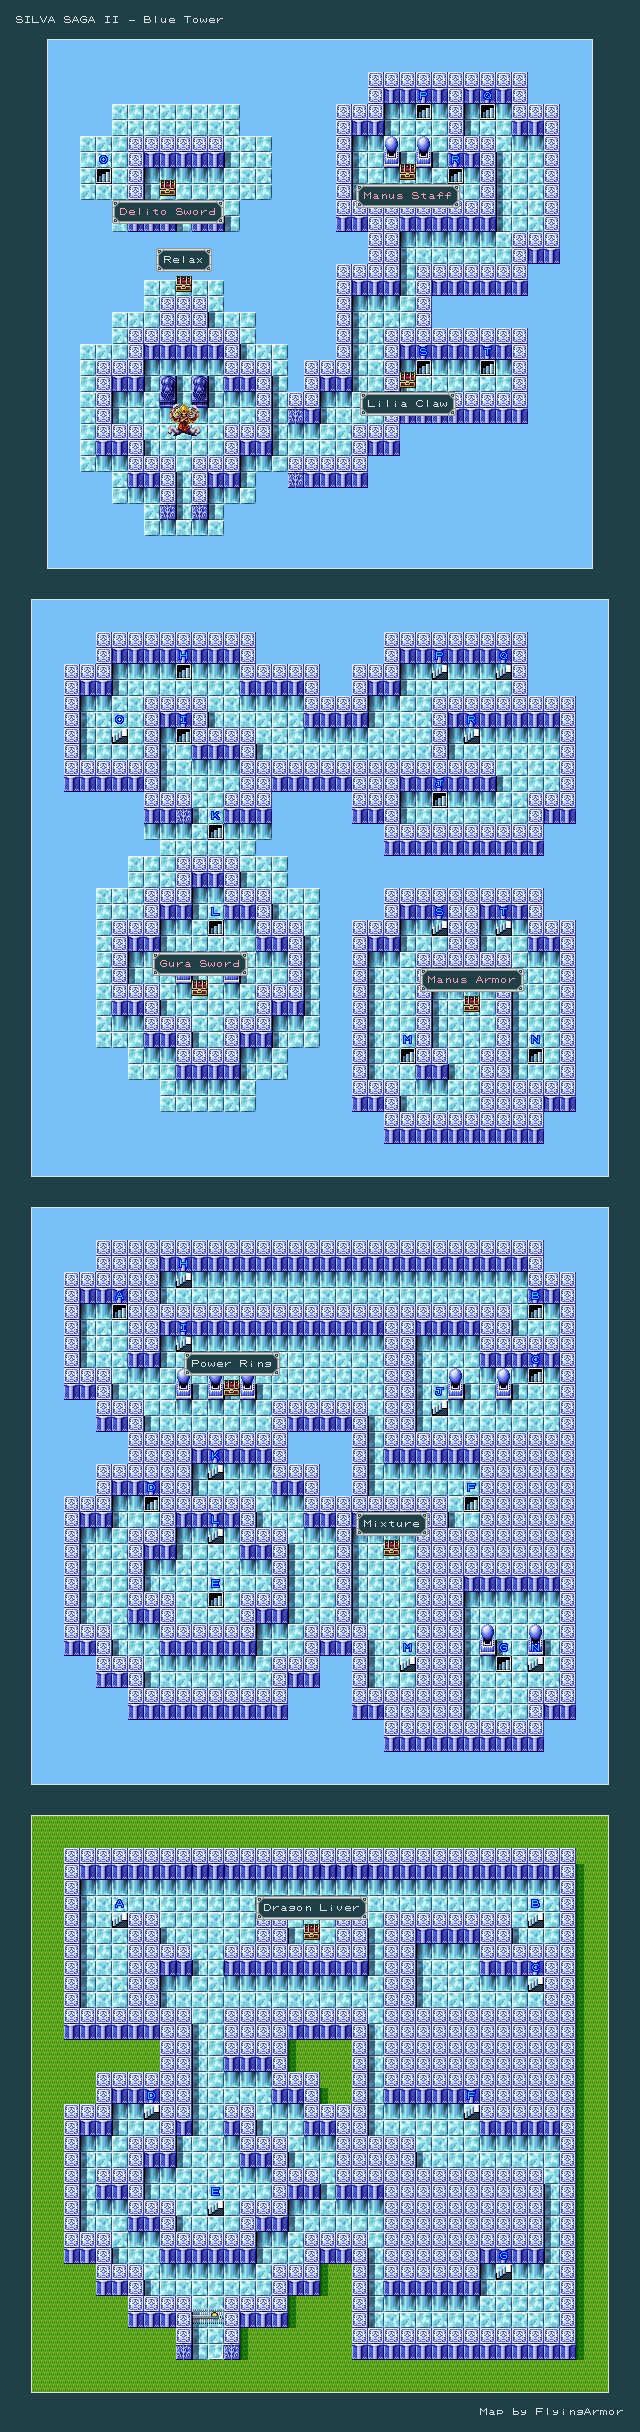 SILVA SAGA II - Blue Tower
F Q
O R
Manus Staff
Delito Sword
Relax
S T
Lilia Claw
H F Q
O I R
J
K
L S T
Gura Sword
Manus Armor
M N
H
A B
I
Power Ring C
J
K
D F
L
Mixture
E
M G N
A Dragon Liver B
C
D F
E
G
Map by FlyingArmor